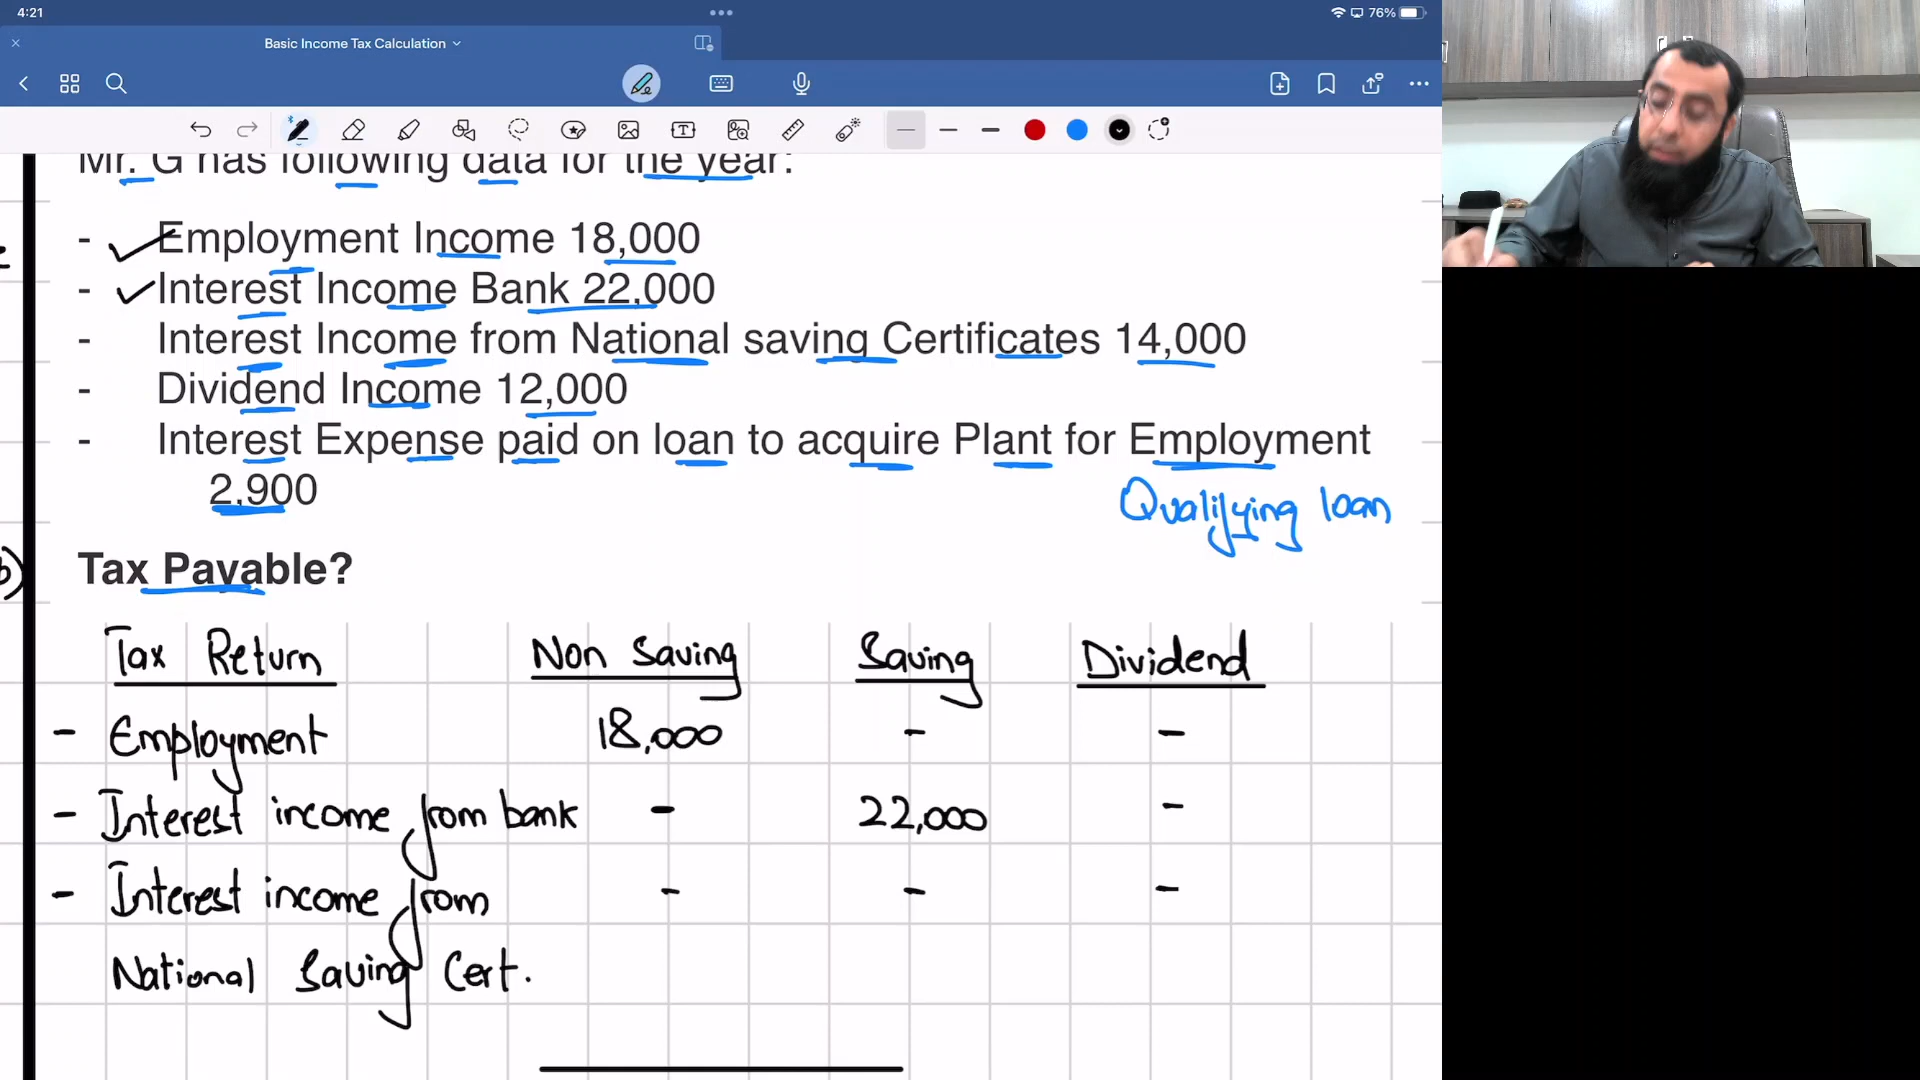 4:21
76%
Basic Income Tax Calculation
Mr. G has following data for the year:
- Employment Income 18,000
- Interest Income Bank 22,000
- Interest Income from National saving Certificates 14,000
- Dividend Income 12,000
- Interest Expense paid on loan to acquire Plant for Employment
2,900
Qualifying loan
b)
Tax Payable?
Tax Return Non Saving Saving Dividend
- Employment 18,000 - -
- Interest income from bank - 22,000 -
- Interest income from - - -
National Saving Cert.